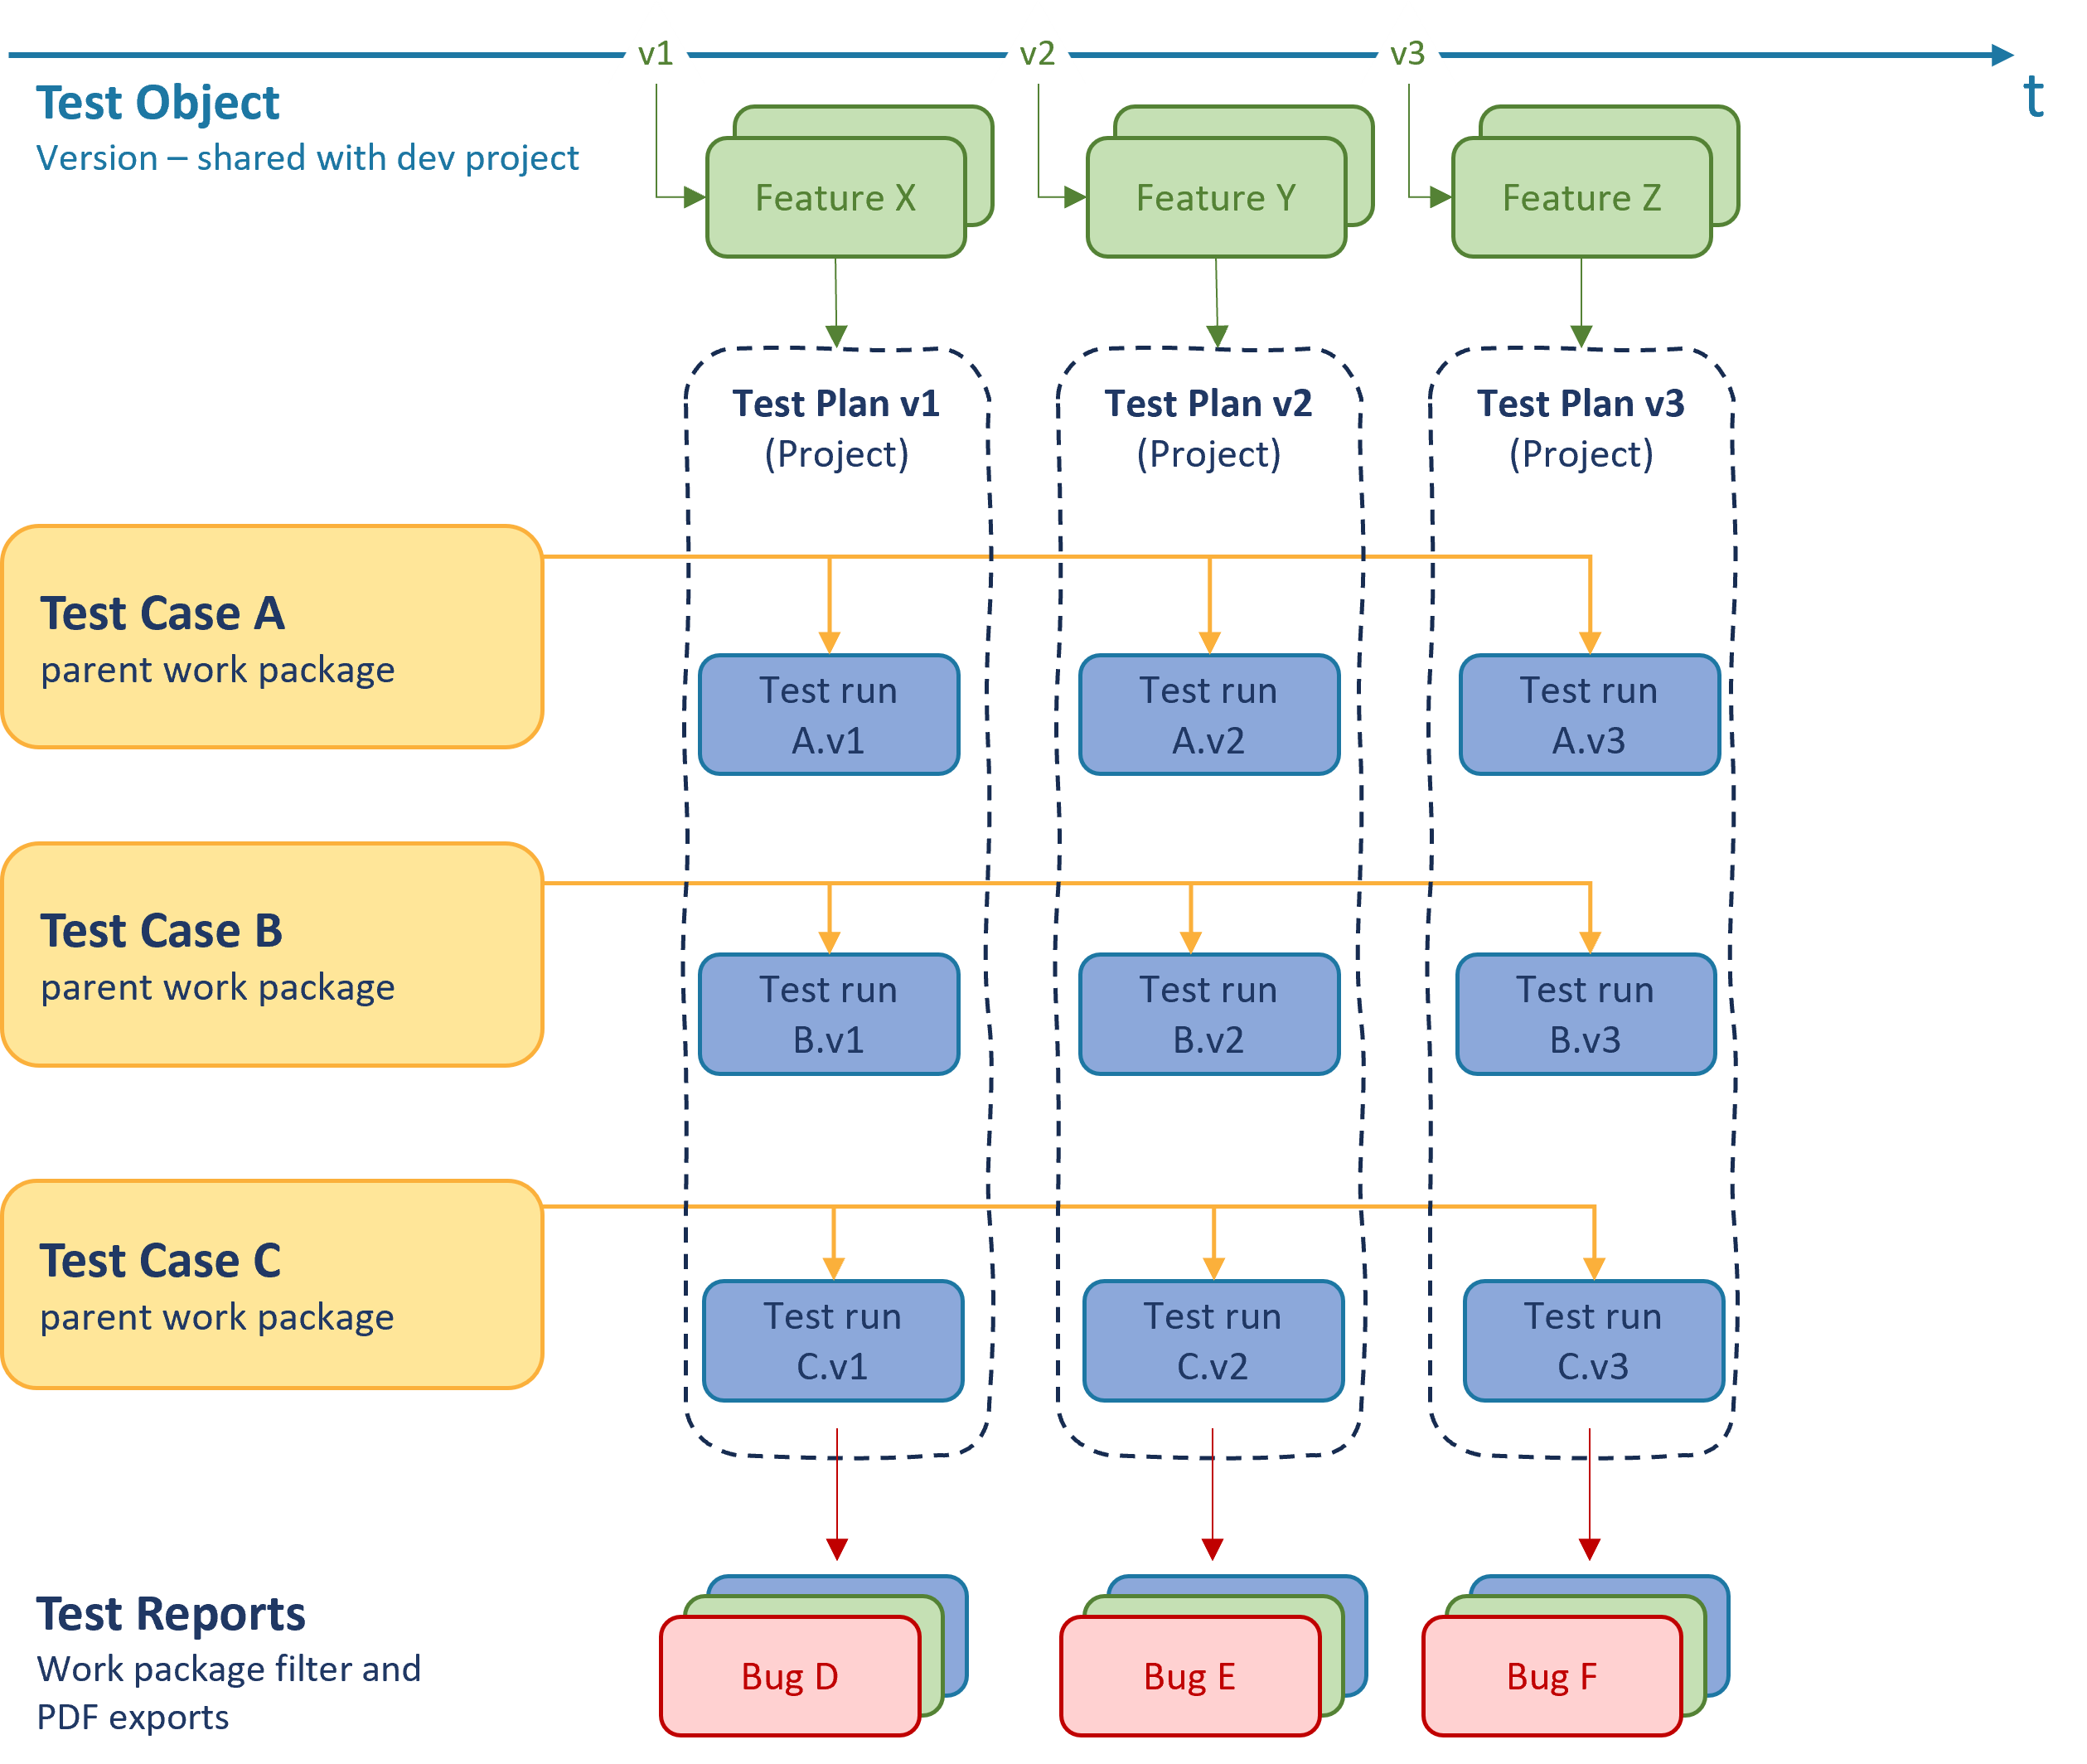 v1
v2
v3
t
Test Object
Version – shared with dev project
Feature X
Feature Y
Feature Z
Test Plan v1
(Project)
Test Plan v2
(Project)
Test Plan v3
(Project)
Test Case A
parent work package
Test run
A.v1
Test run
A.v2
Test run
A.v3
Test Case B
parent work package
Test run
B.v1
Test run
B.v2
Test run
B.v3
Test Case C
parent work package
Test run
C.v1
Test run
C.v2
Test run
C.v3
Test Reports
Work package filter and
PDF exports
Bug D
Bug E
Bug F